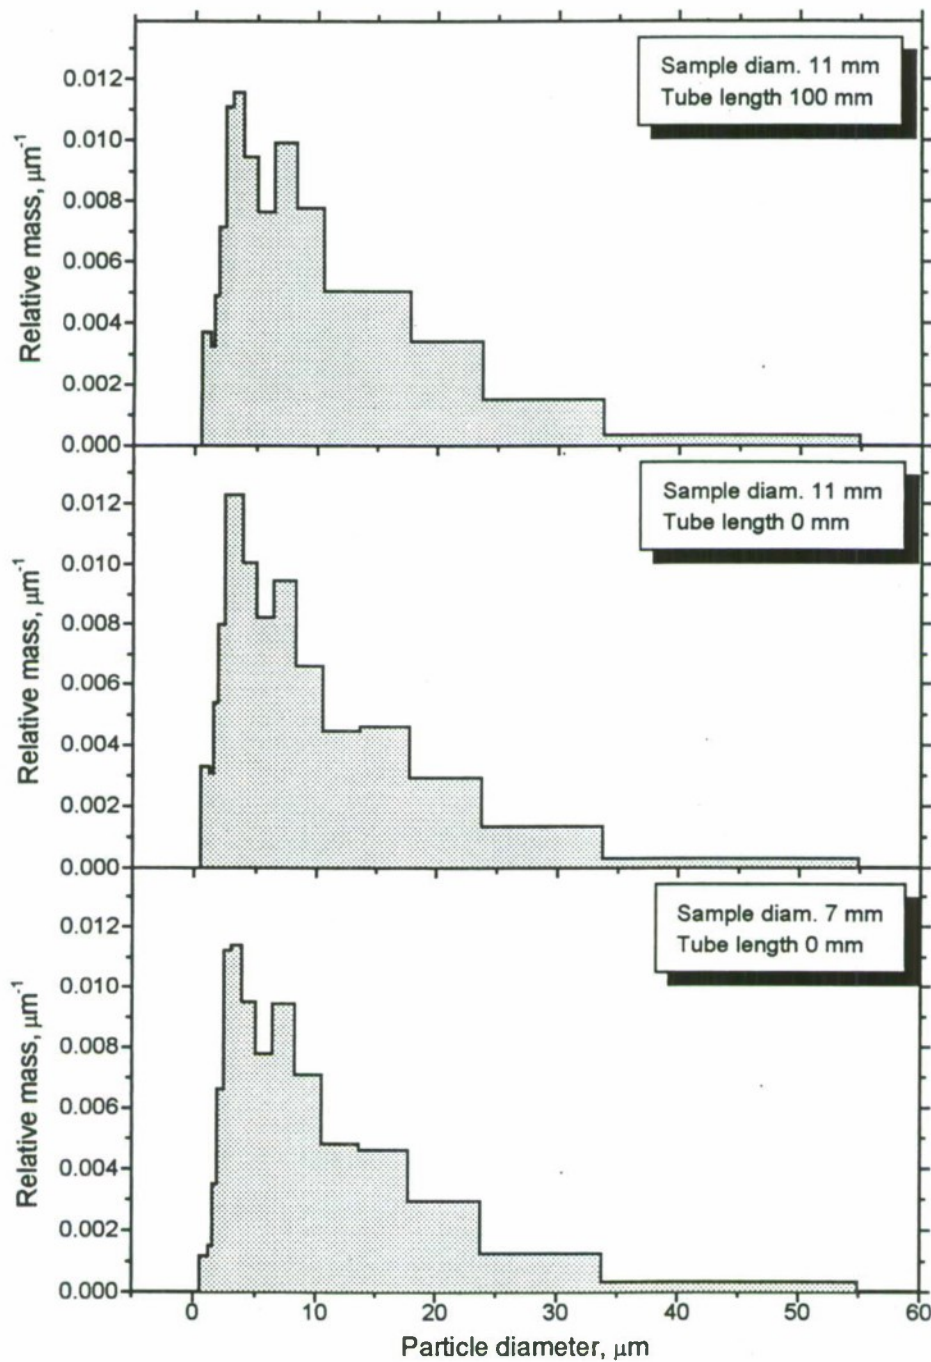 Sample diam. 11 mm
Tube length 100 mm
Relative mass, μm⁻¹
0.012
0.010
0.008
0.006
0.004
0.002
0.000
Sample diam. 11 mm
Tube length 0 mm
Relative mass, μm⁻¹
0.012
0.010
0.008
0.006
0.004
0.002
0.000
Sample diam. 7 mm
Tube length 0 mm
Relative mass, μm⁻¹
0.012
0.010
0.008
0.006
0.004
0.002
0.000
0 10 20 30 40 50 60
Particle diameter, μm